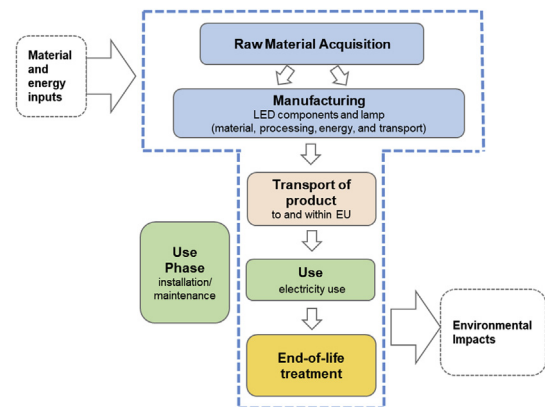 Material
and
energy
inputs
Raw Material Acquisition
Manufacturing
LED components and lamp
(material, processing, energy, and transport)
Transport of
product
to and within EU
Use
Phase
installation/
maintenance
Use
electricity use
End-of-life
treatment
Environmental
Impacts